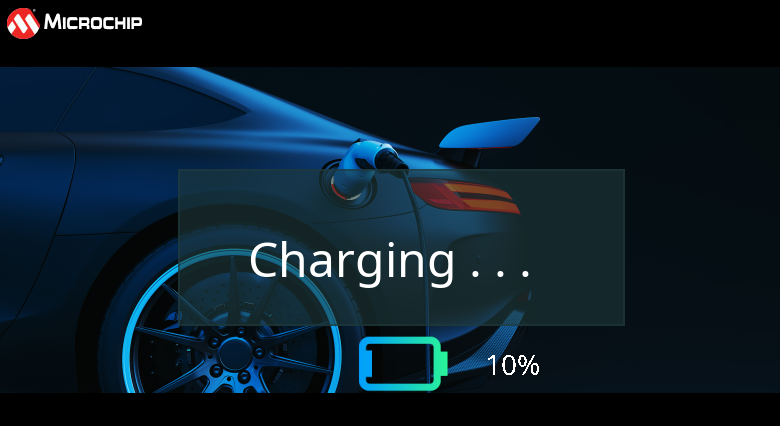 MICROCHIP
Charging . . .
10%